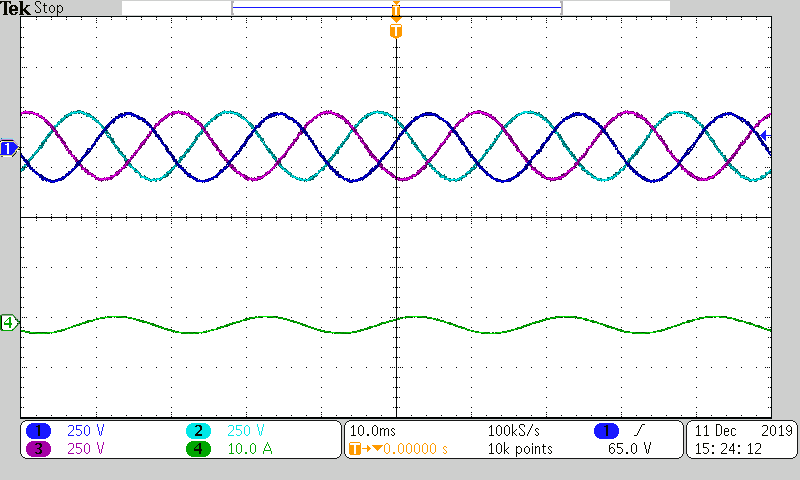 Tek Stop
T
T
1
4
1 250 V 2 250 V 10.0ms 100kS/s 1 11 Dec 2019
3 250 V 4 10.0 A T→▼0.00000 s 10k points 65.0 V 15:24:12